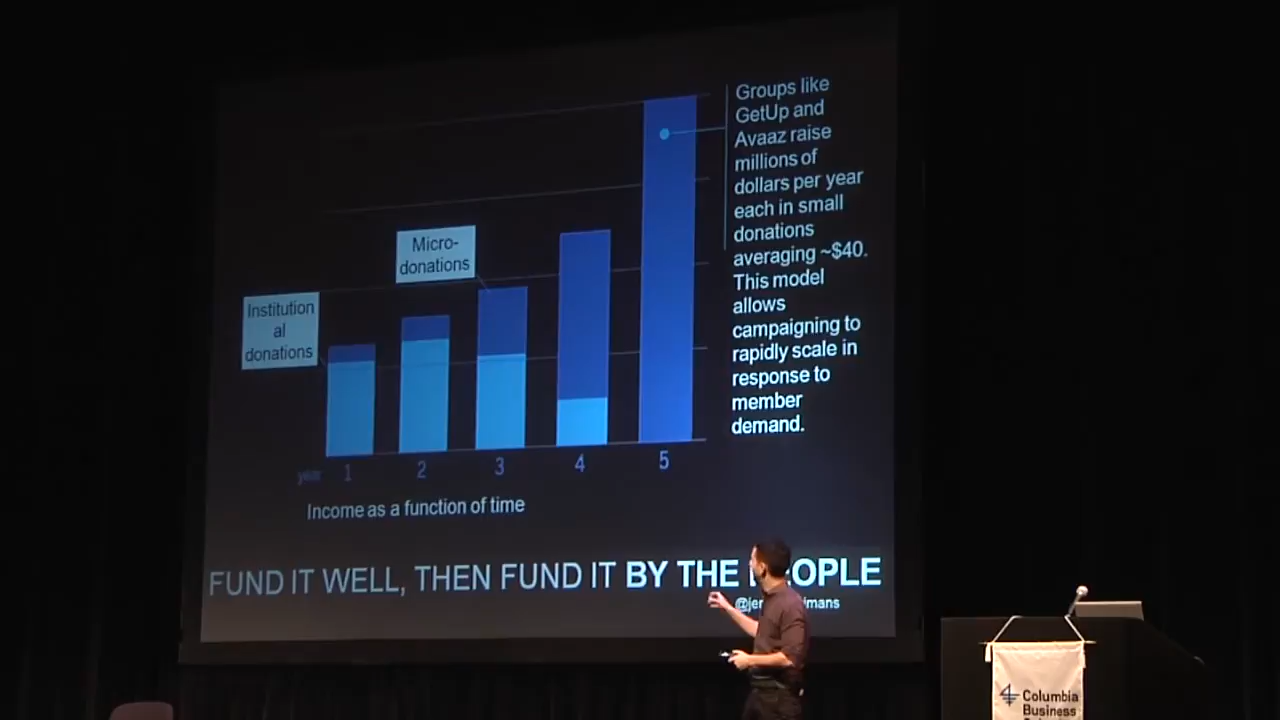 Groups like
GetUp and
Avaaz raise
millions of
dollars per year
each in small
donations
averaging ~$40.
This model
allows
campaigning to
rapidly scale in
response to
member
demand.
Micro-
donations
Institution
al
donations
year 1 2 3 4 5
Income as a function of time
FUND IT WELL, THEN FUND IT BY THE
Columbia
Business